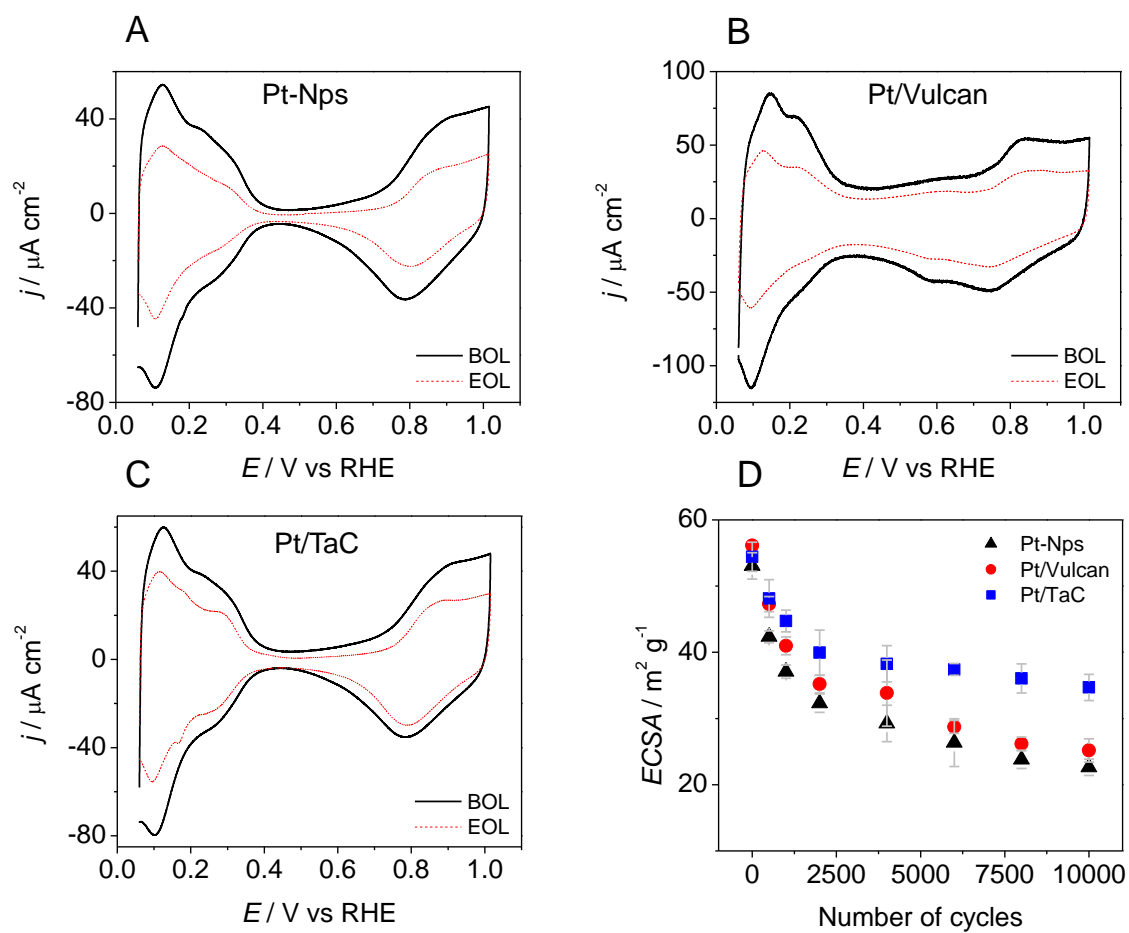 A
Pt-Nps
40
0
-40
-80
j / μA cm-2
BOL
EOL
0.0 0.2 0.4 0.6 0.8 1.0
E / V vs RHE
B
Pt/Vulcan
100
50
0
-50
-100
j / μA cm-2
BOL
EOL
0.0 0.2 0.4 0.6 0.8 1.0
E / V vs RHE
C
Pt/TaC
40
0
-40
-80
j / μA cm-2
BOL
EOL
0.0 0.2 0.4 0.6 0.8 1.0
E / V vs RHE
D
60
40
20
ECSA / m2 g-1
Pt-Nps
Pt/Vulcan
Pt/TaC
0 2500 5000 7500 10000
Number of cycles